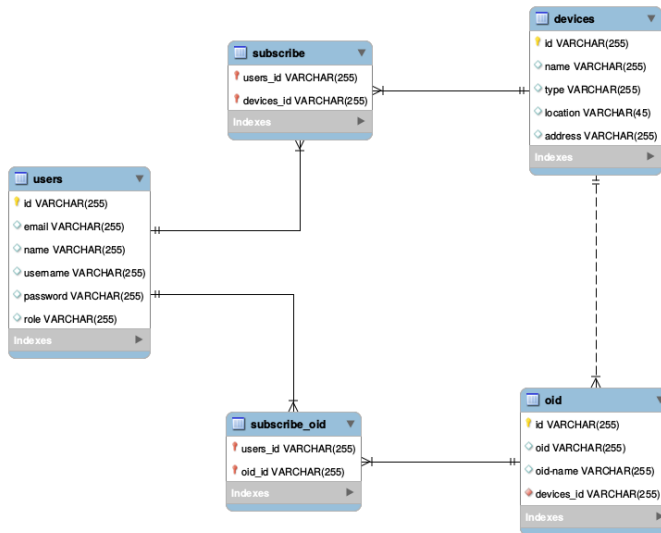 devices
id VARCHAR(255)
name VARCHAR(255)
type VARCHAR(255)
location VARCHAR(45)
address VARCHAR(255)
Indexes
subscribe
users_id VARCHAR(255)
devices_id VARCHAR(255)
Indexes
users
id VARCHAR(255)
email VARCHAR(255)
name VARCHAR(255)
username VARCHAR(255)
password VARCHAR(255)
role VARCHAR(255)
Indexes
subscribe_oid
users_id VARCHAR(255)
oid_id VARCHAR(255)
Indexes
oid
id VARCHAR(255)
oid VARCHAR(255)
oid-name VARCHAR(255)
devices_id VARCHAR(255)
Indexes